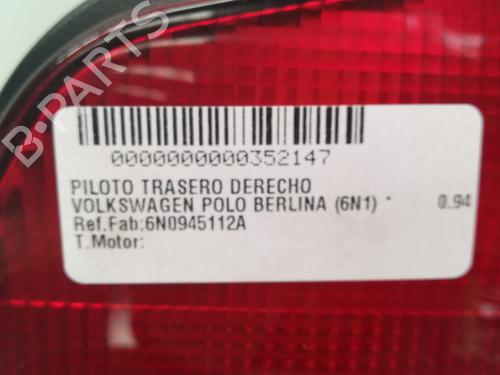 B-PARTS
0000000000352147
PILOTO TRASERO DERECHO
VOLKSWAGEN POLO BERLINA (6N1) * 0.94
Ref.Fab:6N0945112A
T.Motor: